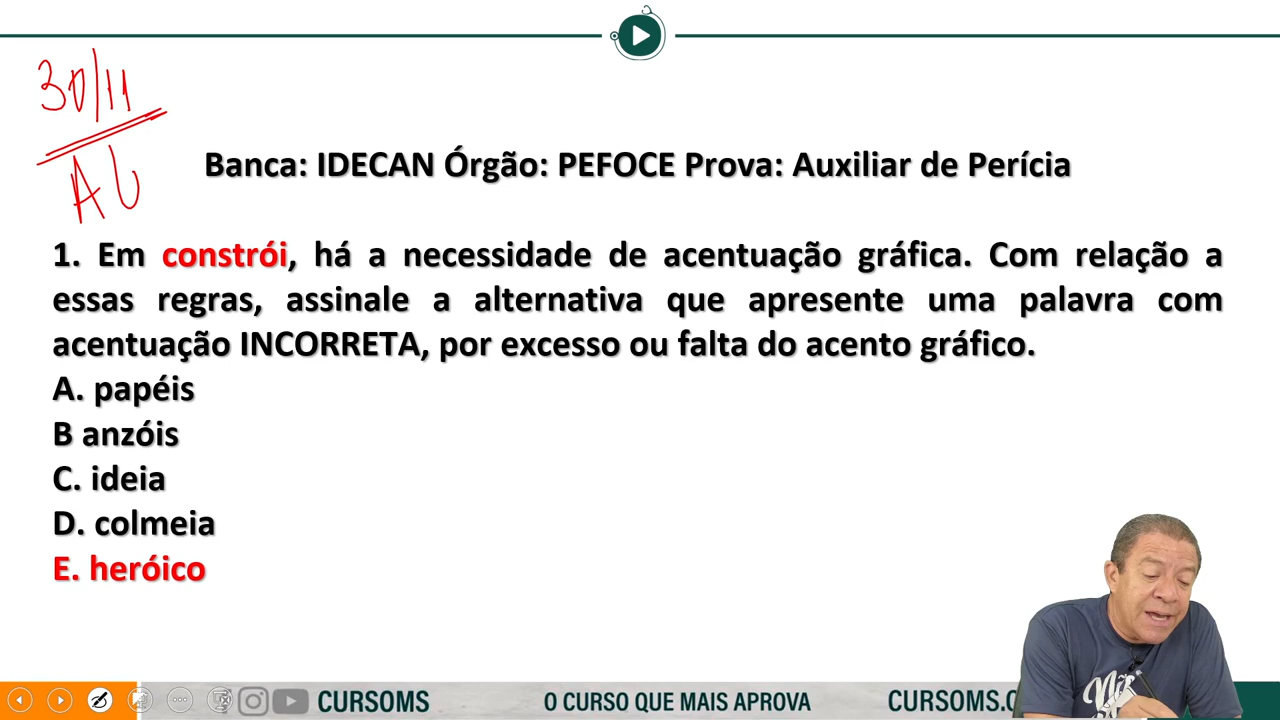 30/11
Banca: IDECAN Órgão: PEFOCE Prova: Auxiliar de Perícia
1. Em constrói, há a necessidade de acentuação gráfica. Com relação a
essas regras, assinale a alternativa que apresente uma palavra com
acentuação INCORRETA, por excesso ou falta do acento gráfico.
A. papéis
B anzóis
C. ideia
D. colmeia
E. heróico
CURSOMS
O CURSO QUE MAIS APROVA
CURSOMS.C